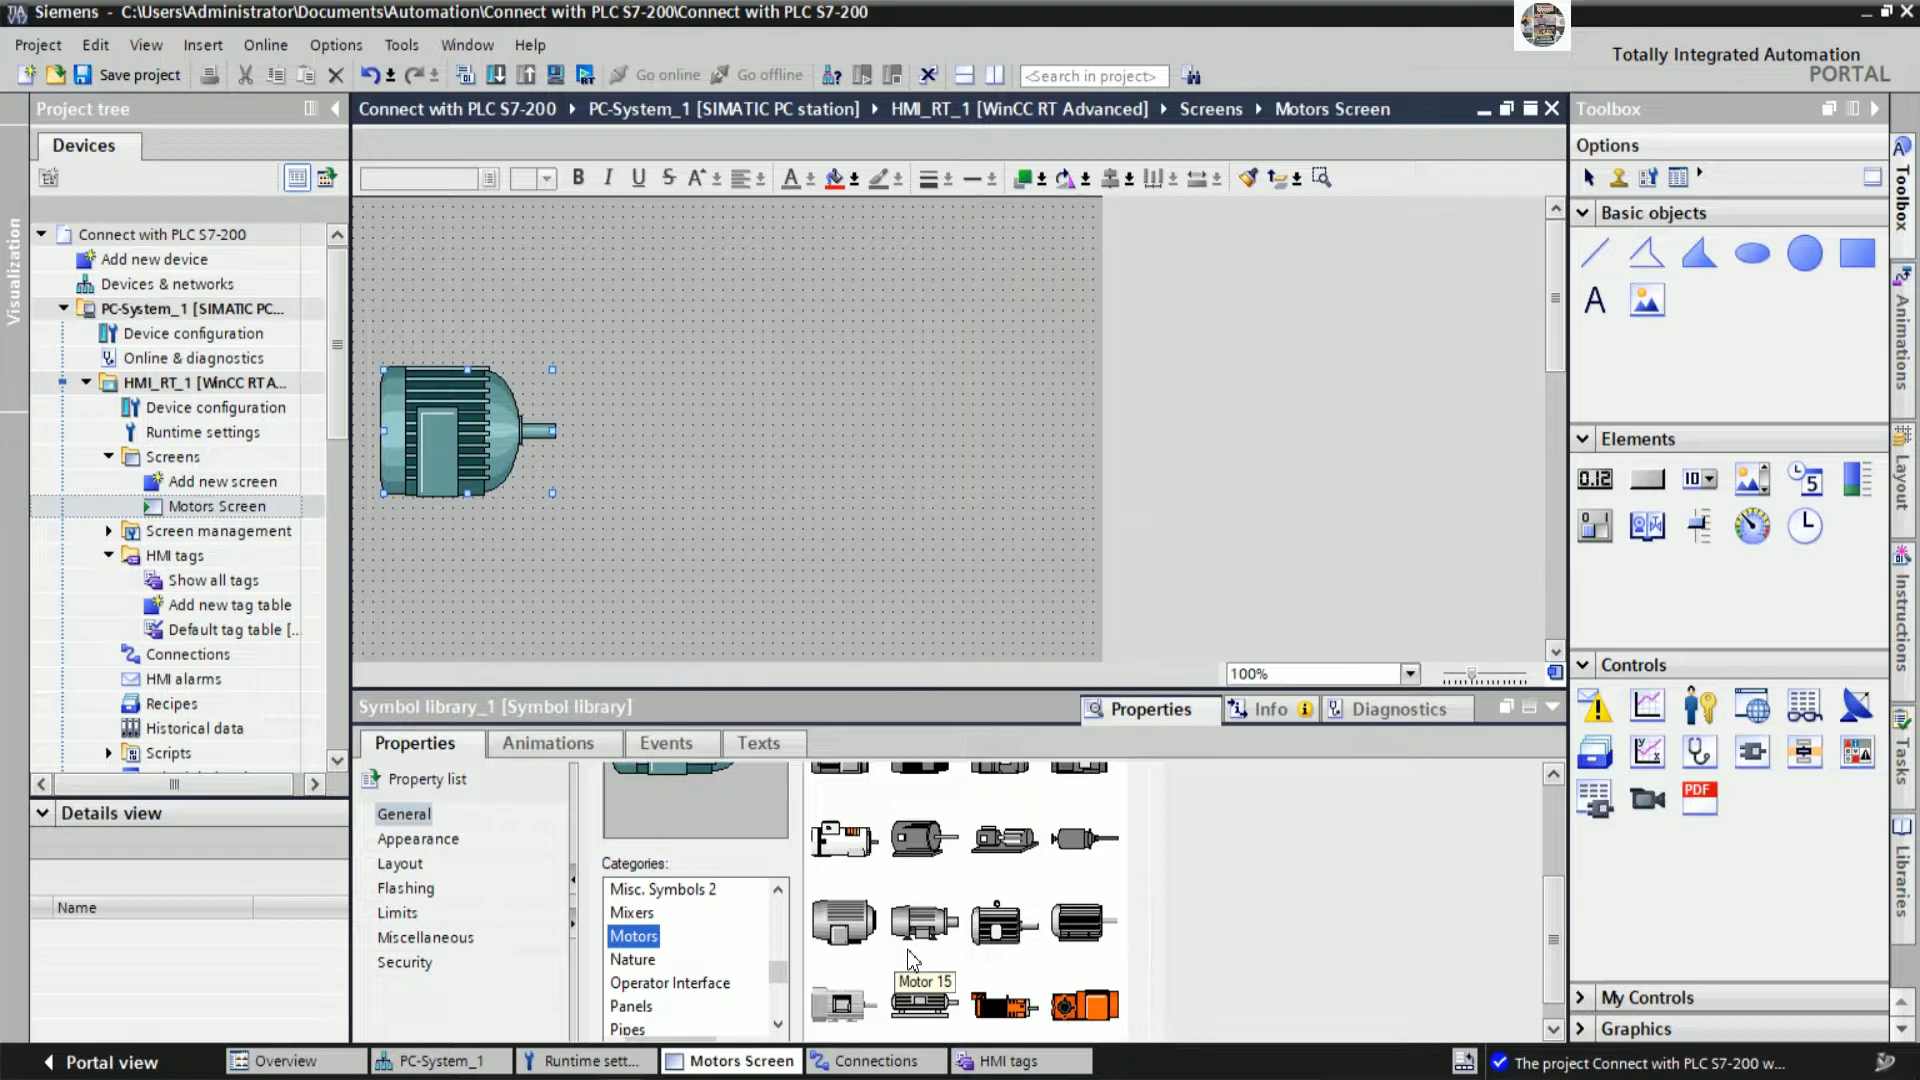 Siemens - C:\Users\Administrator\Documents\Automation\Connect with PLC S7-200\Connect with PLC S7-200
Project Edit View Insert Online Options Tools Window Help
Totally Integrated Automation
PORTAL
Save project
Go online
Go offline
<Search in project>
Project tree
Connect with PLC S7-200 PC-System_1 [SIMATIC PC station] HMI_RT_1 [WinCC RT Advanced] Screens Motors Screen
Toolbox
Devices
Options
B I U S A A
Visualization
Connect with PLC S7-200
Add new device
Devices & networks
PC-System_1 [SIMATIC PC...
Device configuration
Online & diagnostics
HMI_RT_1 [WinCC RT A...
Device configuration
Runtime settings
Screens
Add new screen
Motors Screen
Screen management
HMI tags
Show all tags
Add new tag table
Default tag table [...
Connections
HMI alarms
Recipes
Historical data
Scripts
Details view
Name
100%
Symbol library_1 [Symbol library]
Properties Info Diagnostics
Properties Animations Events Texts
Property list
General
Appearance
Layout
Flashing
Limits
Miscellaneous
Security
Categories:
Misc. Symbols 2
Mixers
Motors
Nature
Operator Interface
Panels
Pipes
Motor 15
Basic objects
A
Elements
0.12
10
5
0 1
Controls
PDF
My Controls
Graphics
Toolbox
Animations
Layout
Instructions
Tasks
Libraries
Portal view
Overview
PC-System_1
Runtime sett...
Motors Screen
Connections
HMI tags
The project Connect with PLC S7-200 w...